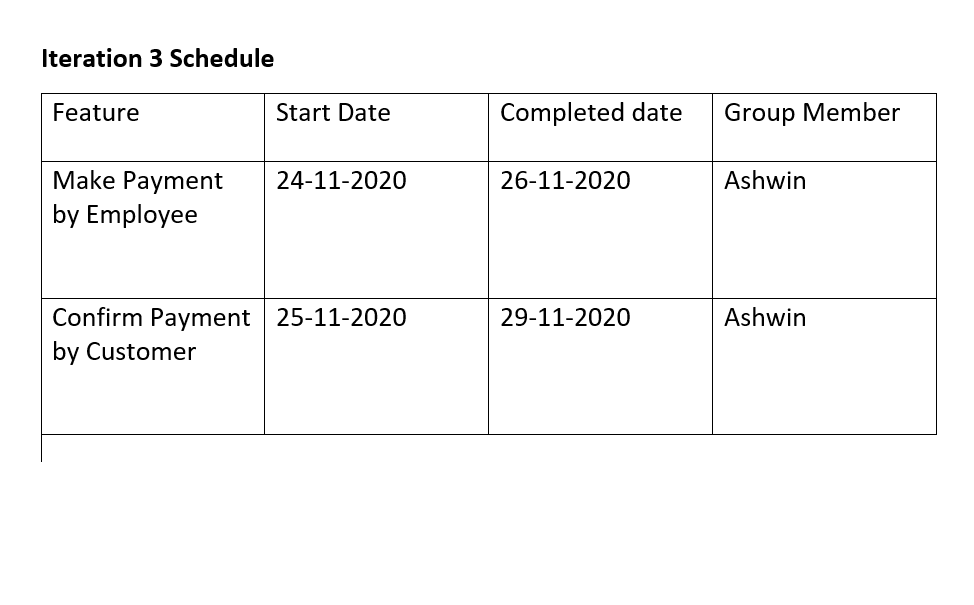 Iteration 3 Schedule
Feature Start Date Completed date Group Member
Make Payment 24-11-2020 26-11-2020 Ashwin
by Employee
Confirm Payment 25-11-2020 29-11-2020 Ashwin
by Customer